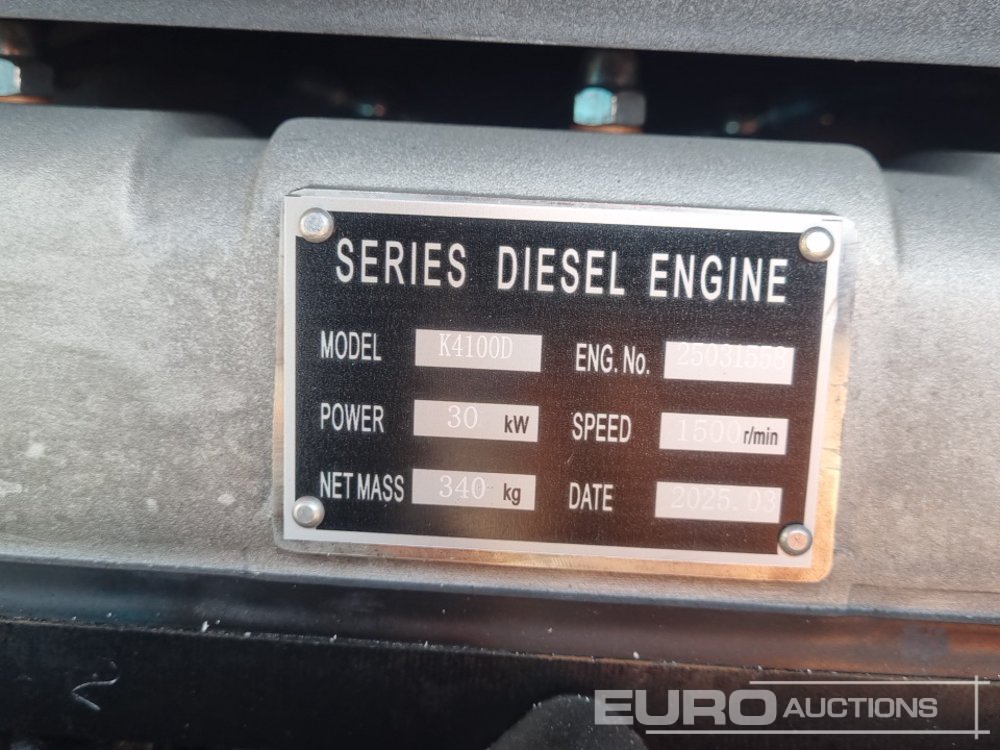 SERIES DIESEL ENGINE
MODEL K4100D ENG. No. 25031558
POWER 30 kW SPEED 1500 r/min
NET MASS 340 kg DATE 2025.03
EURO AUCTIONS